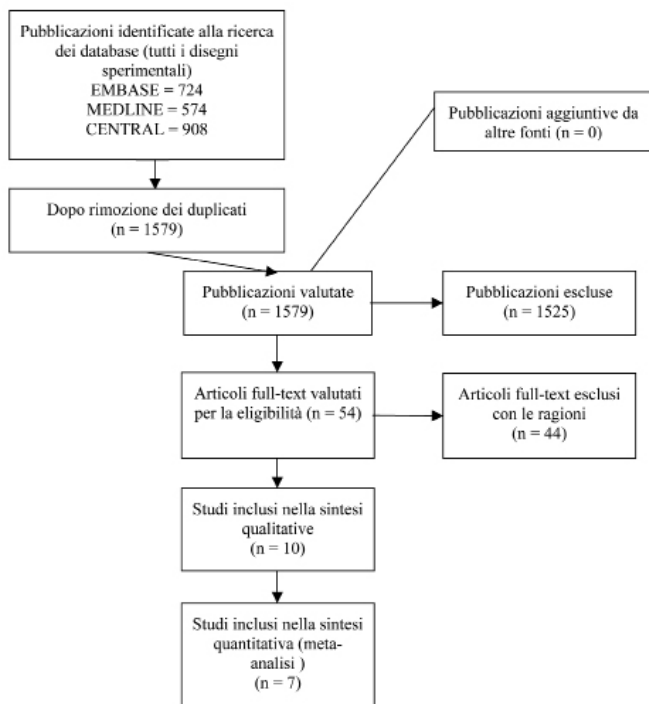 Pubblicazioni identificate alla ricerca
dei database (tutti i disegni
sperimentali)
EMBASE = 724
MEDLINE = 574
CENTRAL = 908
Pubblicazioni aggiuntive da
altre fonti (n = 0)
Dopo rimozione dei duplicati
(n = 1579)
Pubblicazioni valutate
(n = 1579)
Pubblicazioni escluse
(n = 1525)
Articoli full-text valutati
per la eligibilità (n = 54)
Articoli full-text esclusi
con le ragioni
(n = 44)
Studi inclusi nella sintesi
qualitative
(n = 10)
Studi inclusi nella sintesi
quantitativa (meta-
analisi )
(n = 7)